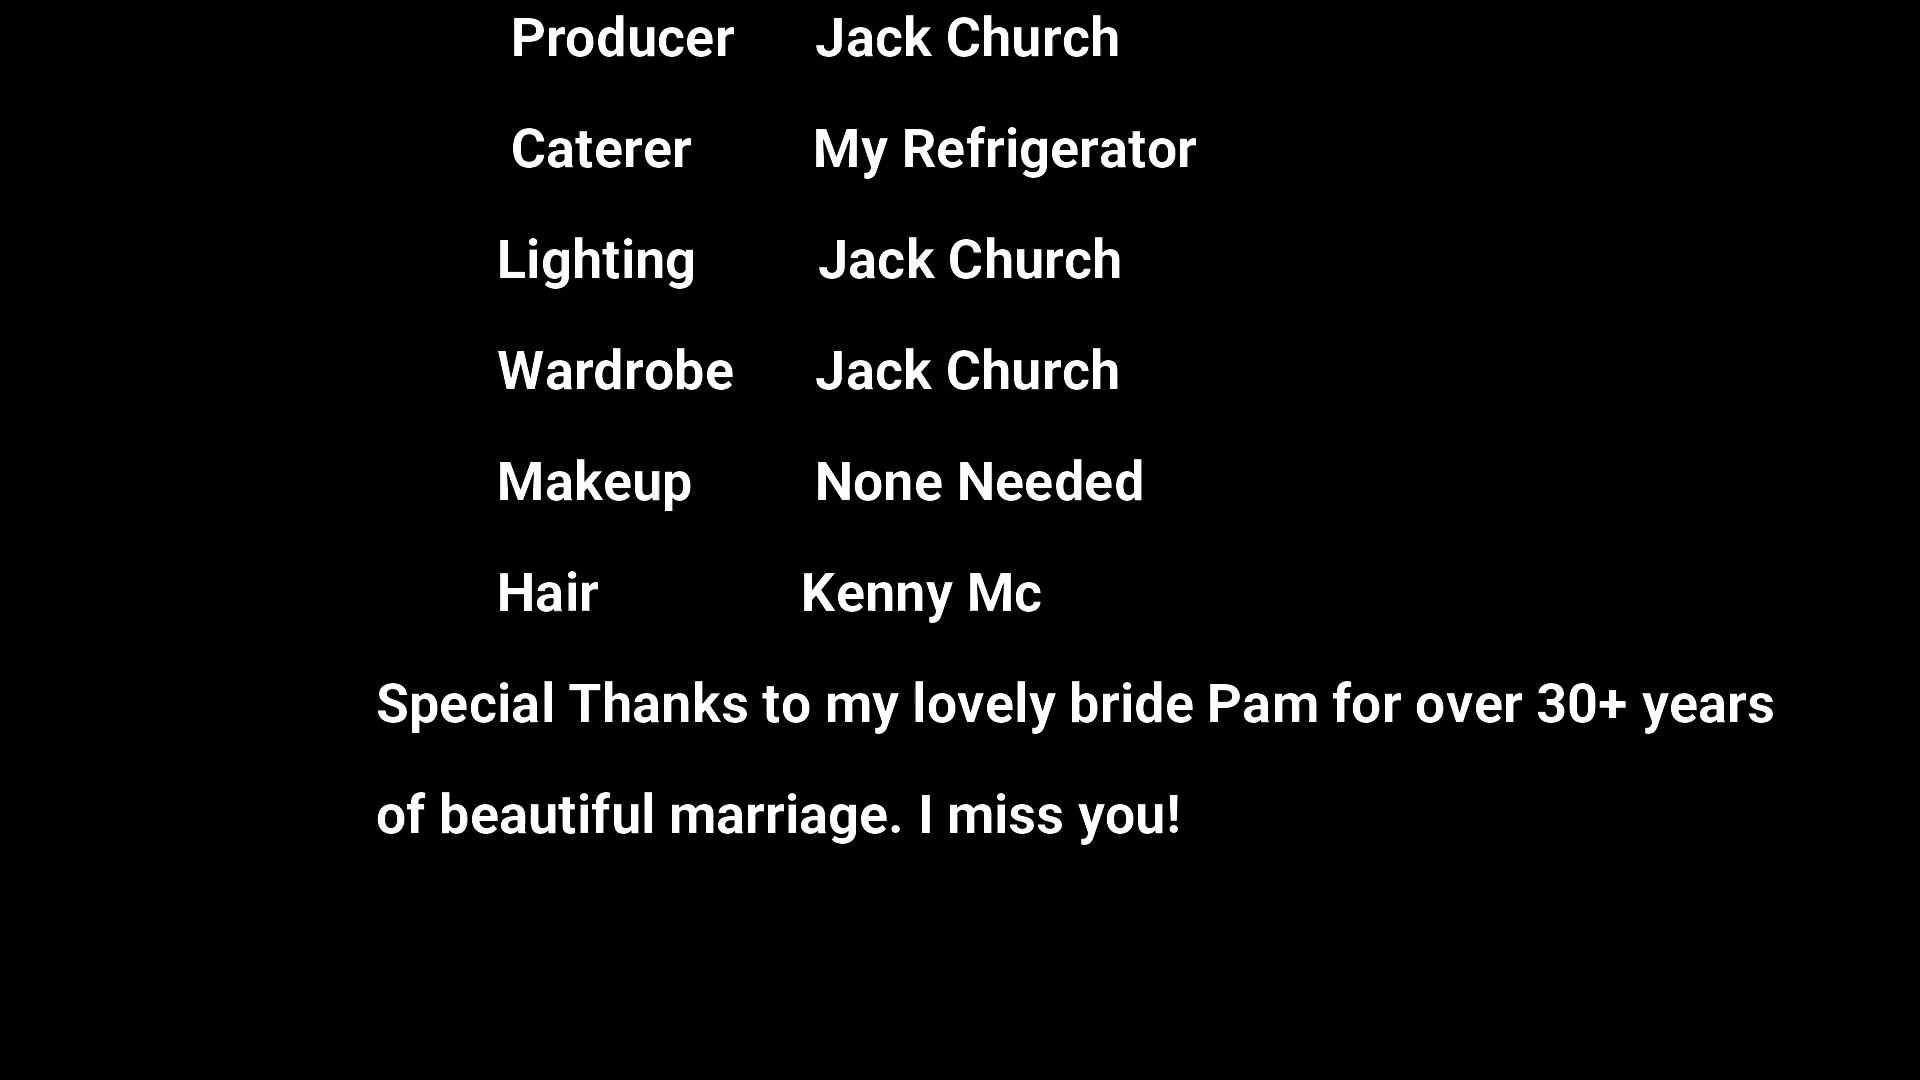 Producer Jack Church
Caterer My Refrigerator
Lighting Jack Church
Wardrobe Jack Church
Makeup None Needed
Hair Kenny Mc
Special Thanks to my lovely bride Pam for over 30+ years
of beautiful marriage. I miss you!